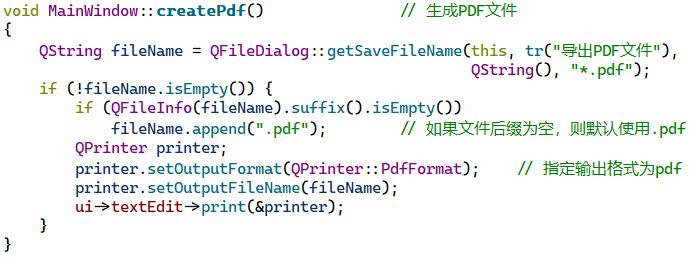 void MainWindow::createPdf()                   // 生成PDF文件
{
    QString fileName = QFileDialog::getSaveFileName(this, tr("导出PDF文件"),
                                                    QString(), "*.pdf");
    if (!fileName.isEmpty()) {
        if (QFileInfo(fileName).suffix().isEmpty())
            fileName.append(".pdf");        // 如果文件后缀为空，则默认使用.pdf
        QPrinter printer;
        printer.setOutputFormat(QPrinter::PdfFormat);    // 指定输出格式为pdf
        printer.setOutputFileName(fileName);
        ui->textEdit->print(&printer);
    }
}